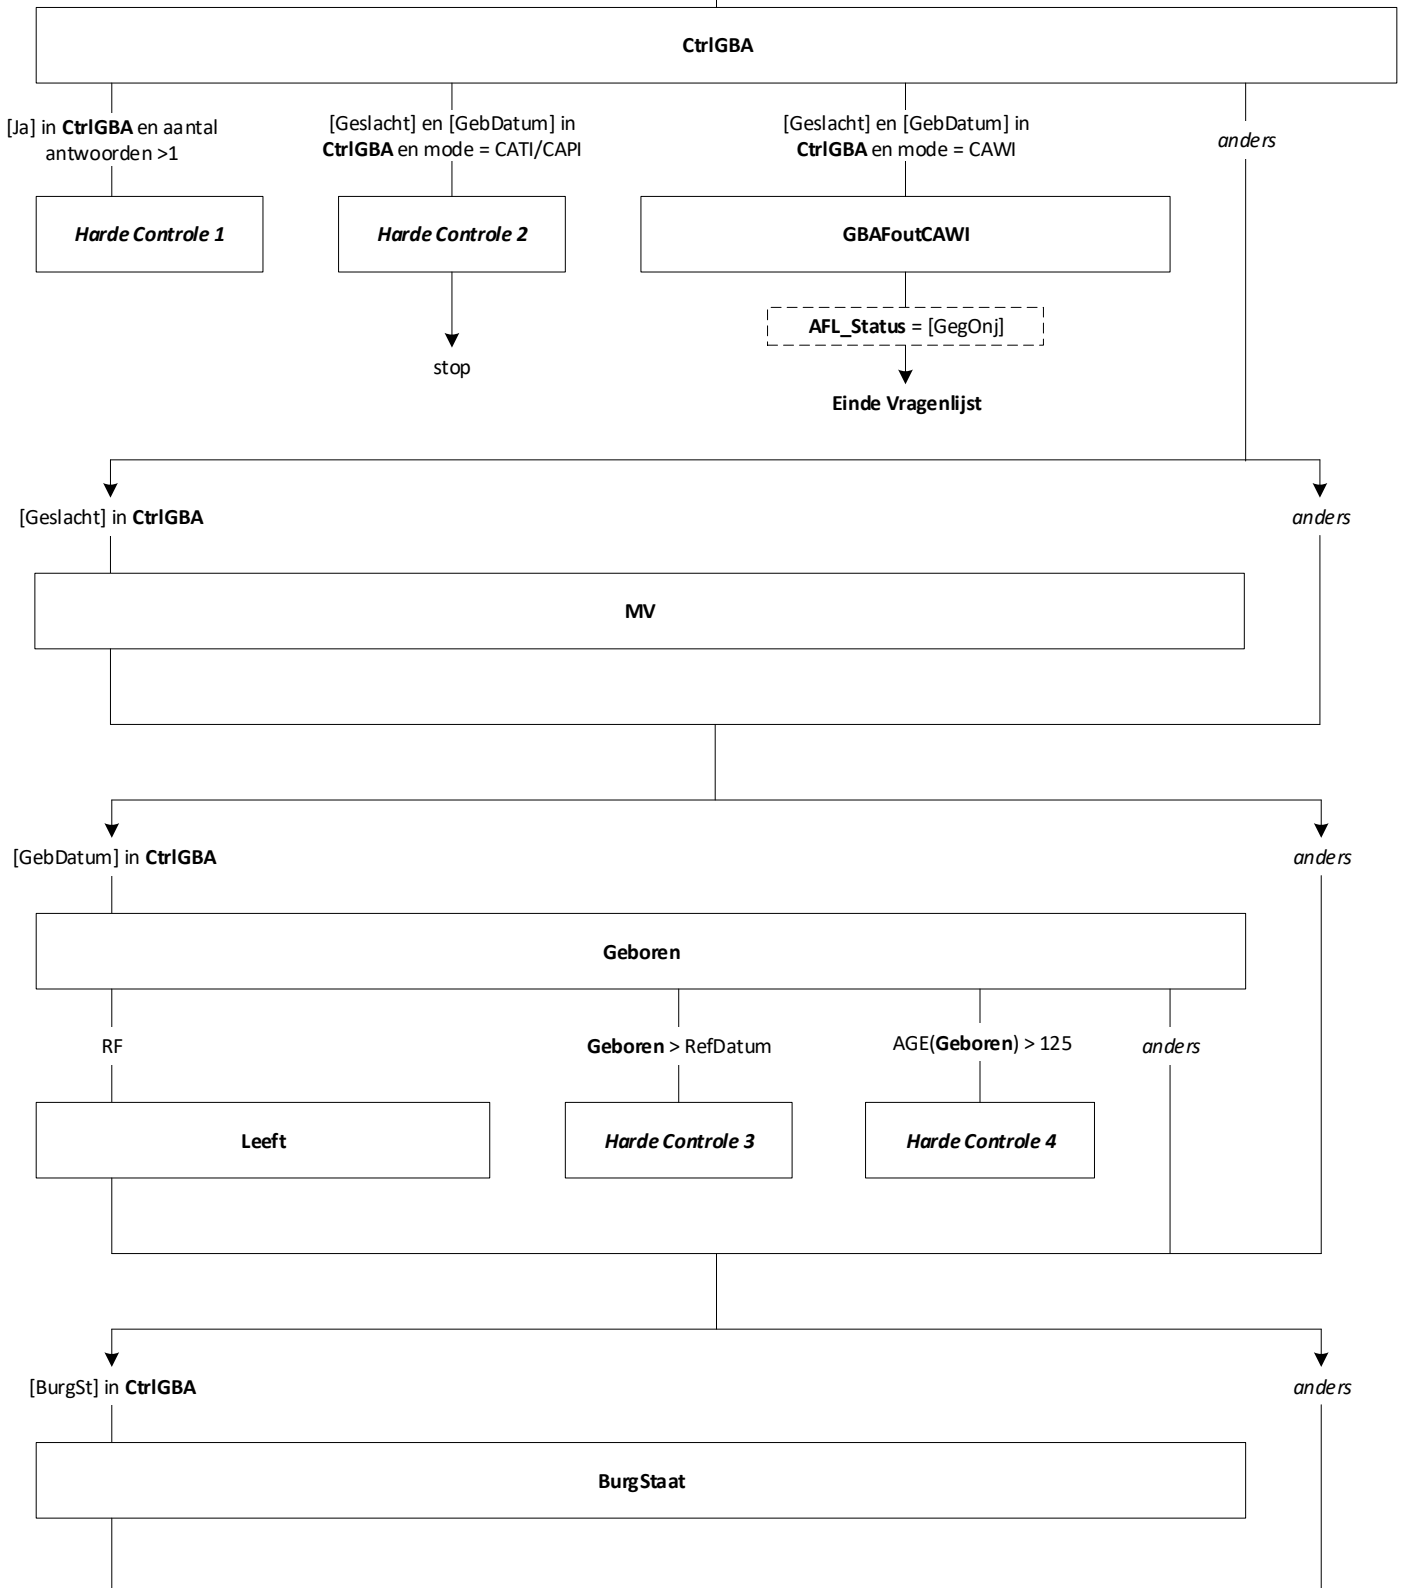 CtrlGBA
[Ja] in CtrlGBA en aantal
antwoorden >1
[Geslacht] en [GebDatum] in
CtrlGBA en mode = CATI/CAPI
[Geslacht] en [GebDatum] in
CtrlGBA en mode = CAWI
anders
Harde Controle 1
Harde Controle 2
GBAFoutCAWI
AFL_Status = [GegOnj]
stop
Einde Vragenlijst
[Geslacht] in CtrlGBA
anders
MV
[GebDatum] in CtrlGBA
anders
Geboren
RF
Geboren > RefDatum
AGE(Geboren) > 125
anders
Leeft
Harde Controle 3
Harde Controle 4
[BurgSt] in CtrlGBA
anders
BurgStaat